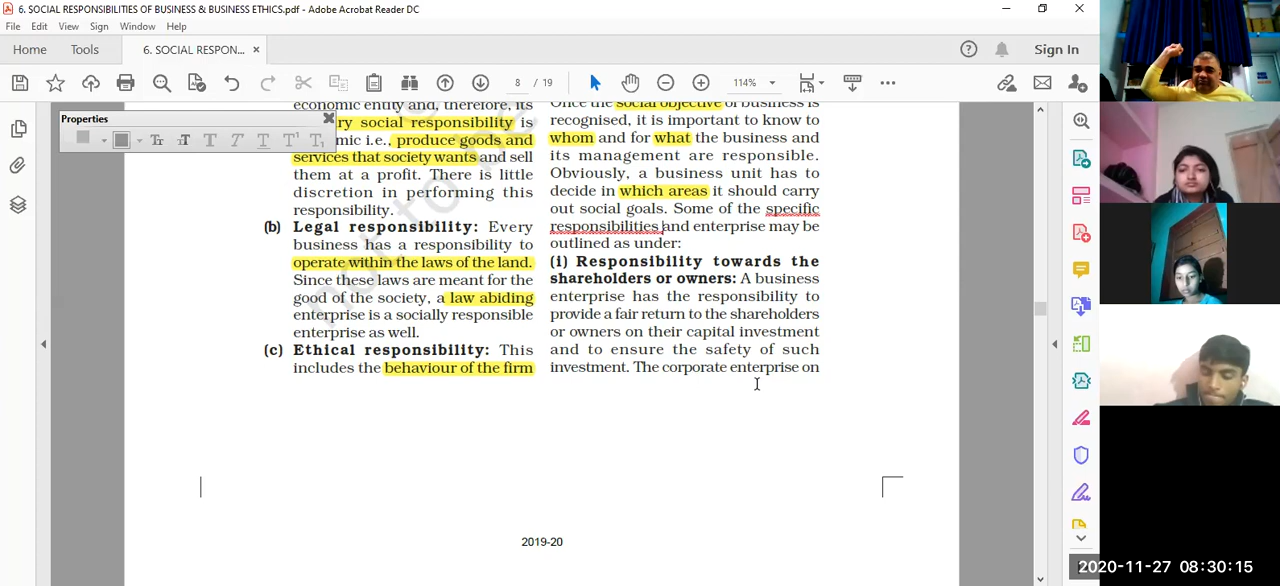 6. SOCIAL RESPONSIBILITIES OF BUSINESS & BUSINESS ETHICS.pdf - Adobe Acrobat Reader DC
File Edit View Sign Window Help
Home Tools 6. SOCIAL RESPON... × Sign In
8 / 19 114%
Properties
economic entity and, therefore, its
ry social responsibility is
mic i.e., produce goods and
services that society wants and sell
them at a profit. There is little
discretion in performing this
responsibility.
(b) Legal responsibility: Every
business has a responsibility to
operate within the laws of the land.
Since these laws are meant for the
good of the society, a law abiding
enterprise is a socially responsible
enterprise as well.
(c) Ethical responsibility: This
includes the behaviour of the firm
Once the social objective of business is
recognised, it is important to know to
whom and for what the business and
its management are responsible.
Obviously, a business unit has to
decide in which areas it should carry
out social goals. Some of the specific
responsibilities and enterprise may be
outlined as under:
(i) Responsibility towards the
shareholders or owners: A business
enterprise has the responsibility to
provide a fair return to the shareholders
or owners on their capital investment
and to ensure the safety of such
investment. The corporate enterprise on
2019-20
2020-11-27 08:30:15